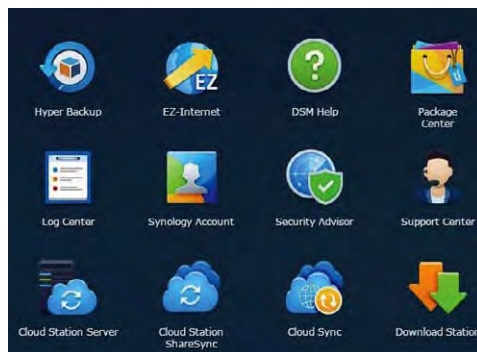 EZ
?
Hyper Backup
EZ-Internet
DSM Help
Package
Center
Log Center
Synology Account
Security Advisor
Support Center
Cloud Station Server
Cloud Station
ShareSync
Cloud Sync
Download Station